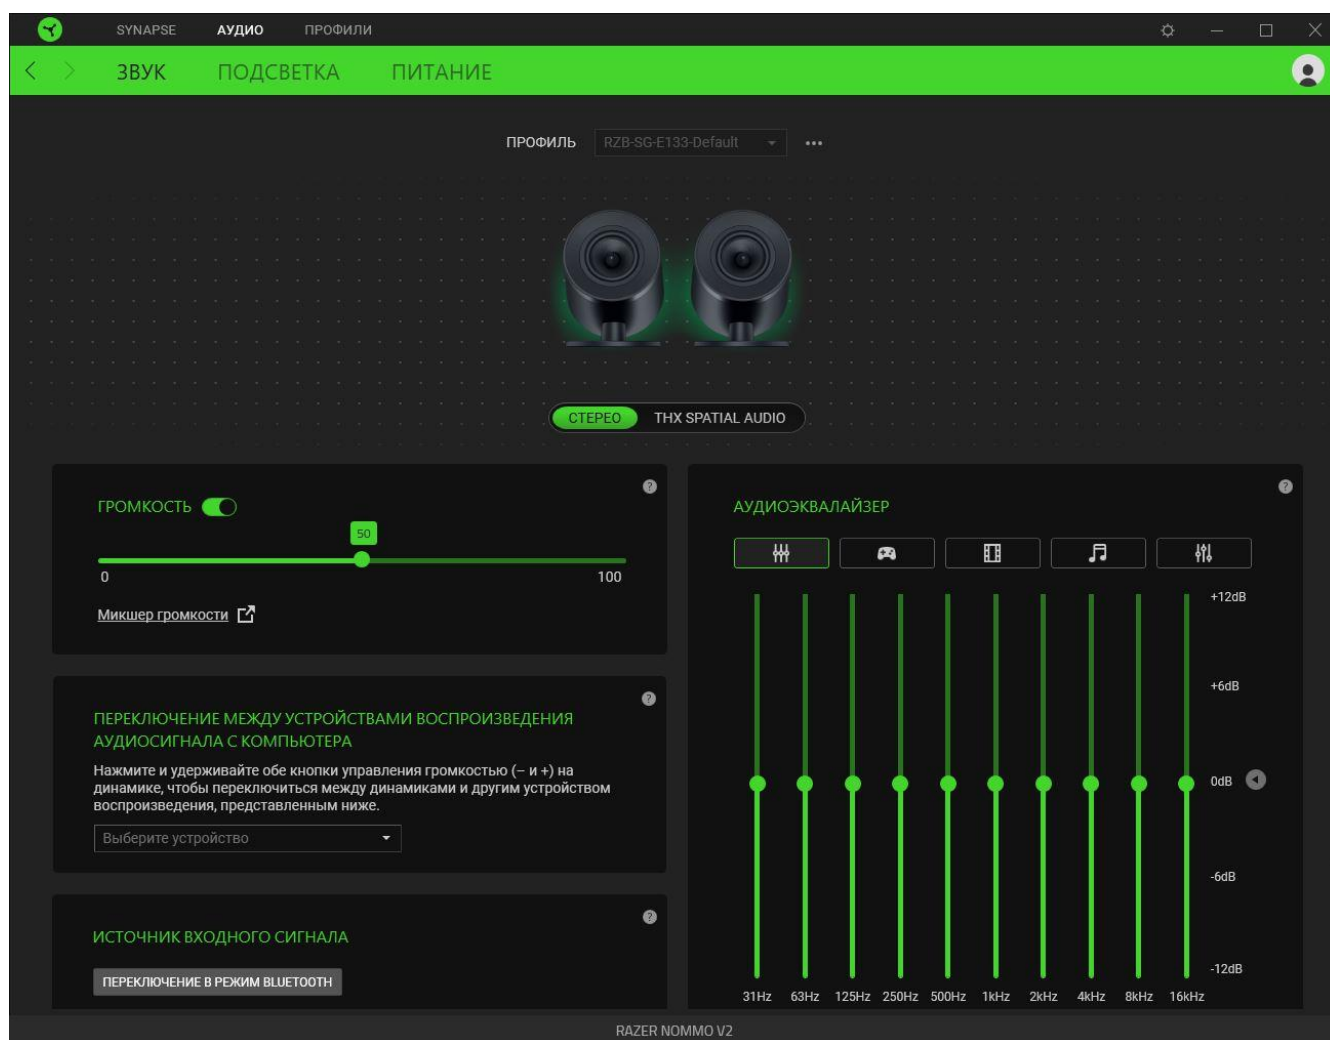 SYNAPSE АУДИО ПРОФИЛИ
ЗВУК ПОДСВЕТКА ПИТАНИЕ
ПРОФИЛЬ RZB-SG-E133-Default
СТЕРЕО THX SPATIAL AUDIO
ГРОМКОСТЬ
50
0 100
Микшер громкости
ПЕРЕКЛЮЧЕНИЕ МЕЖДУ УСТРОЙСТВАМИ ВОСПРОИЗВЕДЕНИЯ
АУДИОСИГНАЛА С КОМПЬЮТЕРА
Нажмите и удерживайте обе кнопки управления громкостью (– и +) на
динамике, чтобы переключиться между динамиками и другим устройством
воспроизведения, представленным ниже.
Выберите устройство
ИСТОЧНИК ВХОДНОГО СИГНАЛА
ПЕРЕКЛЮЧЕНИЕ В РЕЖИМ BLUETOOTH
АУДИОЭКВАЛАЙЗЕР
+12dB
+6dB
0dB
-6dB
-12dB
31Hz 63Hz 125Hz 250Hz 500Hz 1kHz 2kHz 4kHz 8kHz 16kHz
RAZER NOMMO V2